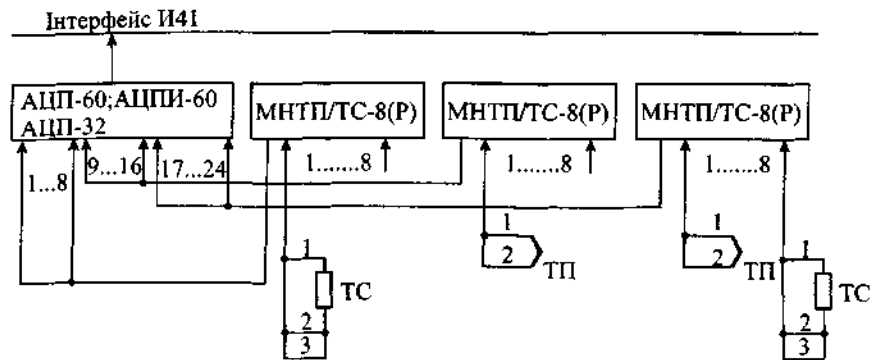 Інтерфейс И41
АЦП-60;АЦПИ-60
АЦП-32
МНТП/ТС-8(Р)
МНТП/ТС-8(Р)
МНТП/ТС-8(Р)
1...8
9...16
17...24
1.......8
1.......8
1.......8
1
2
3
ТС
1
2
ТП
1
2
ТП
1
2
3
ТС